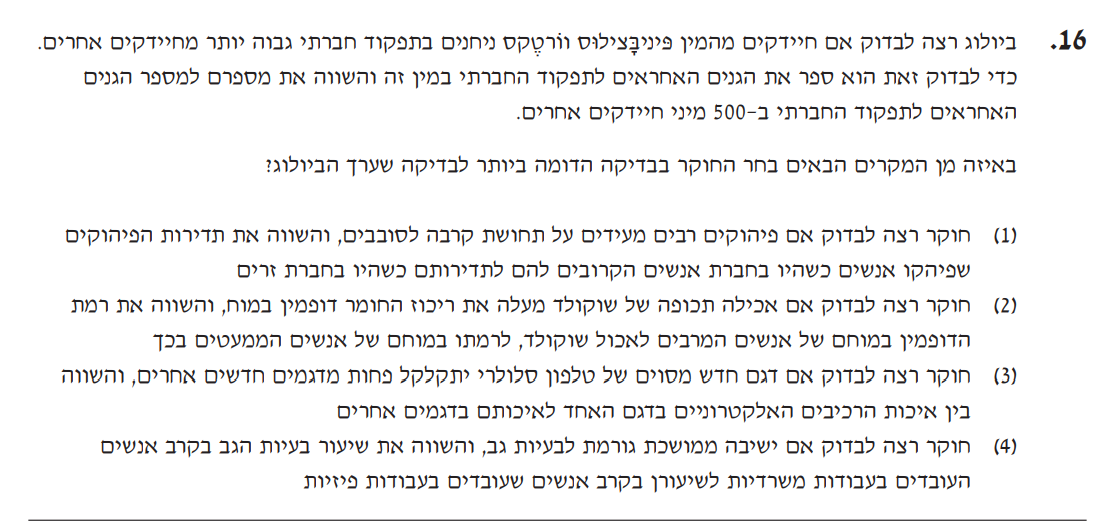 16. ביולוג רצה לבדוק אם חיידקים מהמין פּיניבָּצילוּס ווֹרטֶקס ניחנים בתפקוד חברתי גבוה יותר מחיידקים אחרים.
כדי לבדוק זאת הוא ספר את הגנים האחראים לתפקוד החברתי במין זה והשווה את מספרם למספר הגנים
האחראים לתפקוד החברתי ב-500 מיני חיידקים אחרים.
באיזה מן המקרים הבאים בחר החוקר בבדיקה הדומה ביותר לבדיקה שערך הביולוג?
(1) חוקר רצה לבדוק אם פיהוקים רבים מעידים על תחושת קרבה לסובבים, והשווה את תדירות הפיהוקים
שפיהקו אנשים כשהיו בחברת אנשים הקרובים להם לתדירותם כשהיו בחברת זרים
(2) חוקר רצה לבדוק אם אכילה תכופה של שוקולד מעלה את ריכוז החומר דופמין במוח, והשווה את רמת
הדופמין במוחם של אנשים המרבים לאכול שוקולד, לרמתו במוחם של אנשים הממעטים בכך
(3) חוקר רצה לבדוק אם דגם חדש מסוים של טלפון סלולרי יתקלקל פחות מדגמים חדשים אחרים, והשווה
בין איכות הרכיבים האלקטרוניים בדגם האחד לאיכותם בדגמים אחרים
(4) חוקר רצה לבדוק אם ישיבה ממושכת גורמת לבעיות גב, והשווה את שיעור בעיות הגב בקרב אנשים
העובדים בעבודות משרדיות לשיעורן בקרב אנשים שעובדים בעבודות פיזיות